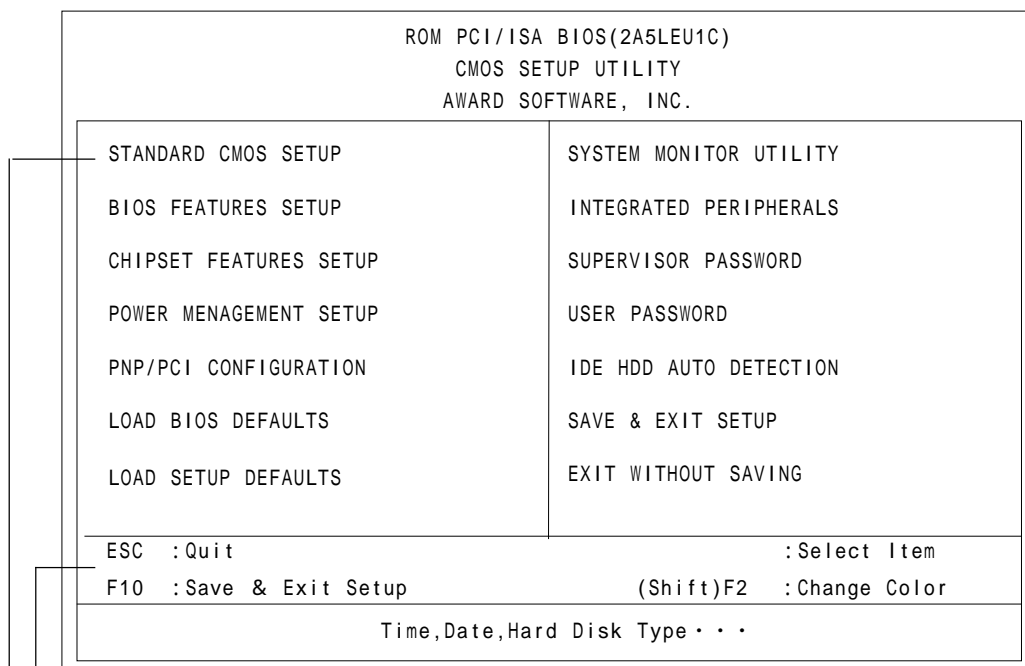 ROM PCI/ISA BIOS(2A5LEU1C)
CMOS SETUP UTILITY
AWARD SOFTWARE, INC.
STANDARD CMOS SETUP
BIOS FEATURES SETUP
CHIPSET FEATURES SETUP
POWER MENAGEMENT SETUP
PNP/PCI CONFIGURATION
LOAD BIOS DEFAULTS
LOAD SETUP DEFAULTS
SYSTEM MONITOR UTILITY
INTEGRATED PERIPHERALS
SUPERVISOR PASSWORD
USER PASSWORD
IDE HDD AUTO DETECTION
SAVE & EXIT SETUP
EXIT WITHOUT SAVING
ESC :Quit
:Select Item
F10 :Save & Exit Setup
(Shift)F2 :Change Color
Time,Date,Hard Disk Type・・・